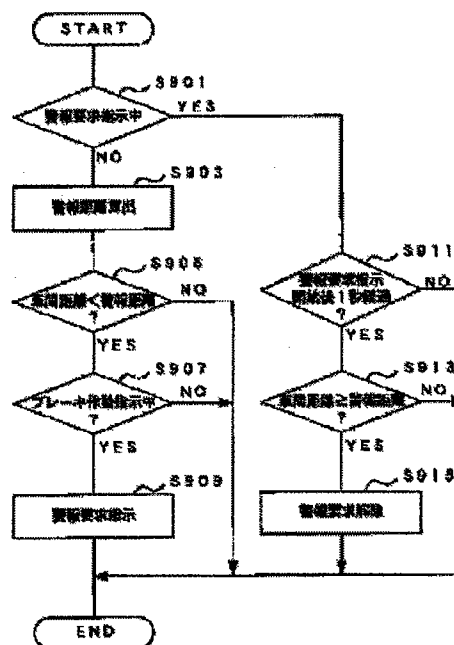 START
S901
警報要求指示中
YES
NO
S903
警報距離算出
S905
車間距離<警報距離
?
NO
YES
S907
ブレーキ作動指示中
?
NO
YES
S909
警報要求指示
S911
警報要求指示
開始後1秒経過
?
NO
YES
S913
車間距離≥警報距離
?
NO
YES
S915
警報要求解除
END